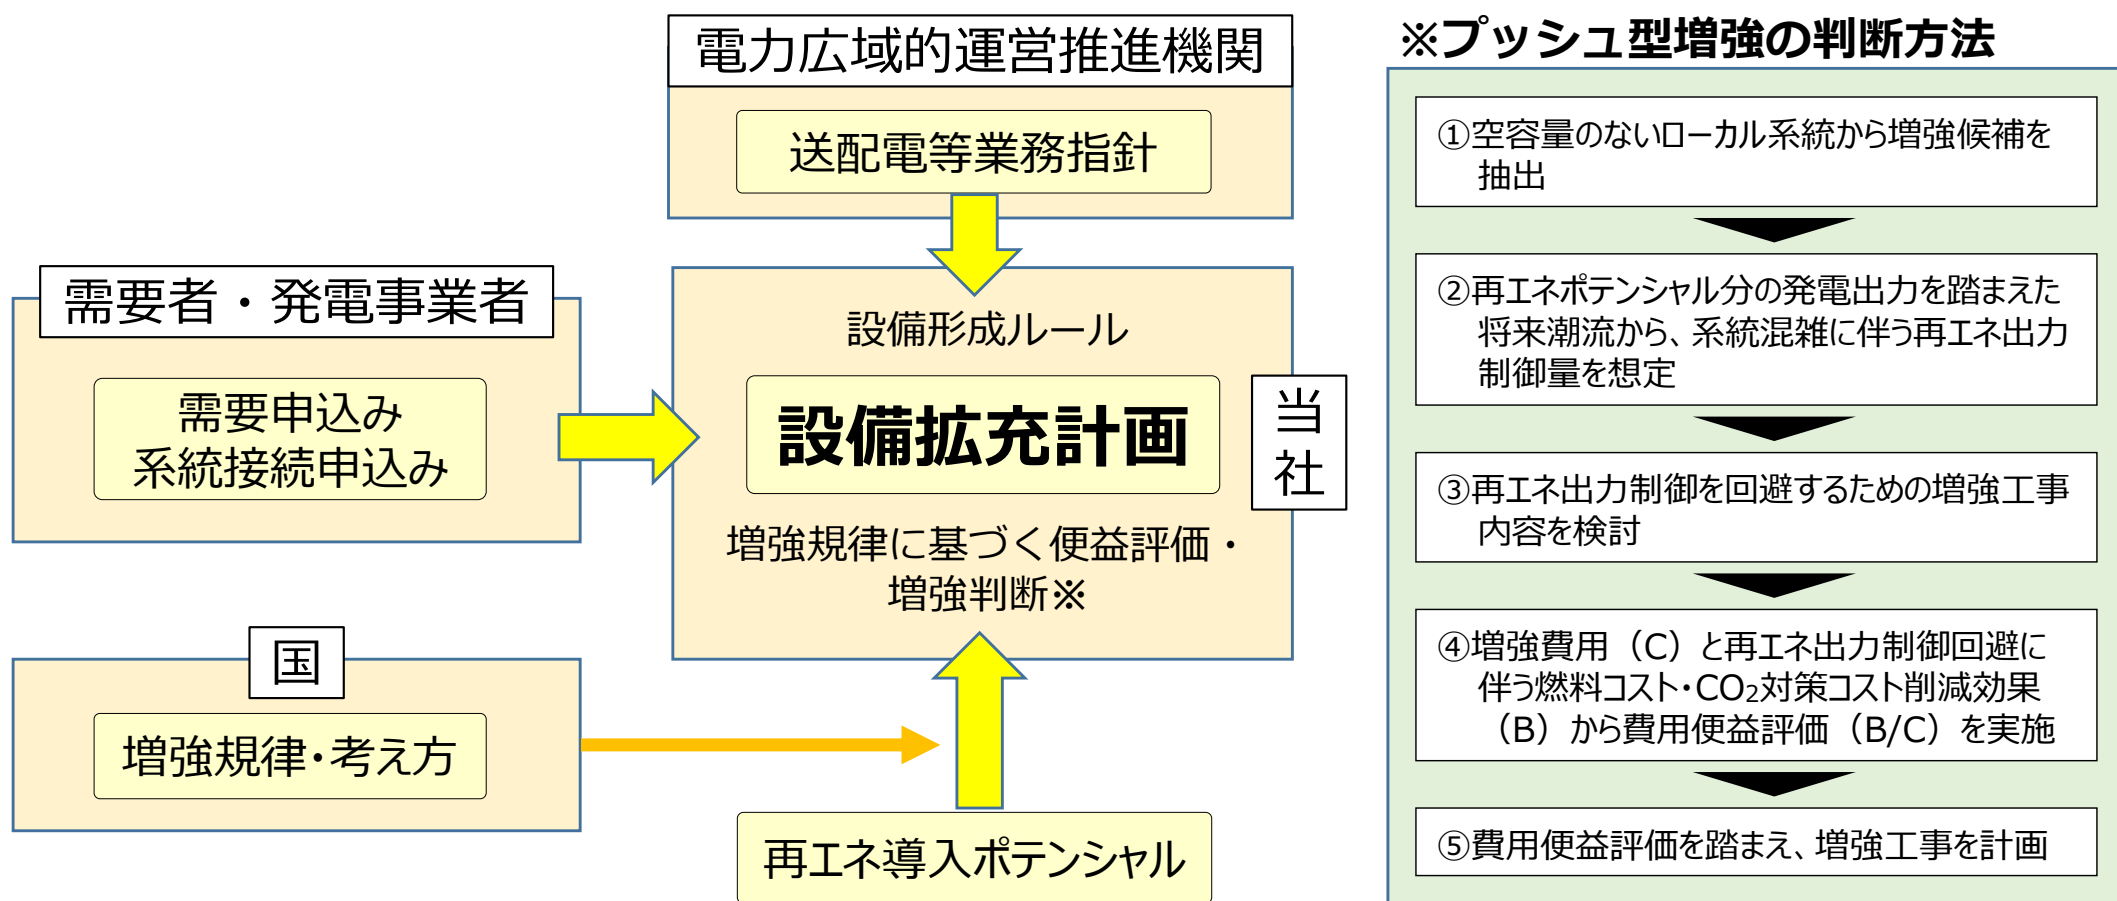 電力広域的運営推進機関
送配電等業務指針
需要者・発電事業者
需要申込み
系統接続申込み
設備形成ルール
設備拡充計画
当
社
増強規律に基づく便益評価・
増強判断※
国
増強規律・考え方
再エネ導入ポテンシャル
※プッシュ型増強の判断方法
①空容量のないローカル系統から増強候補を
抽出
②再エネポテンシャル分の発電出力を踏まえた
将来潮流から、系統混雑に伴う再エネ出力
制御量を想定
③再エネ出力制御を回避するための増強工事
内容を検討
④増強費用（C）と再エネ出力制御回避に
伴う燃料コスト・CO₂対策コスト削減効果
（B）から費用便益評価（B/C）を実施
⑤費用便益評価を踏まえ、増強工事を計画